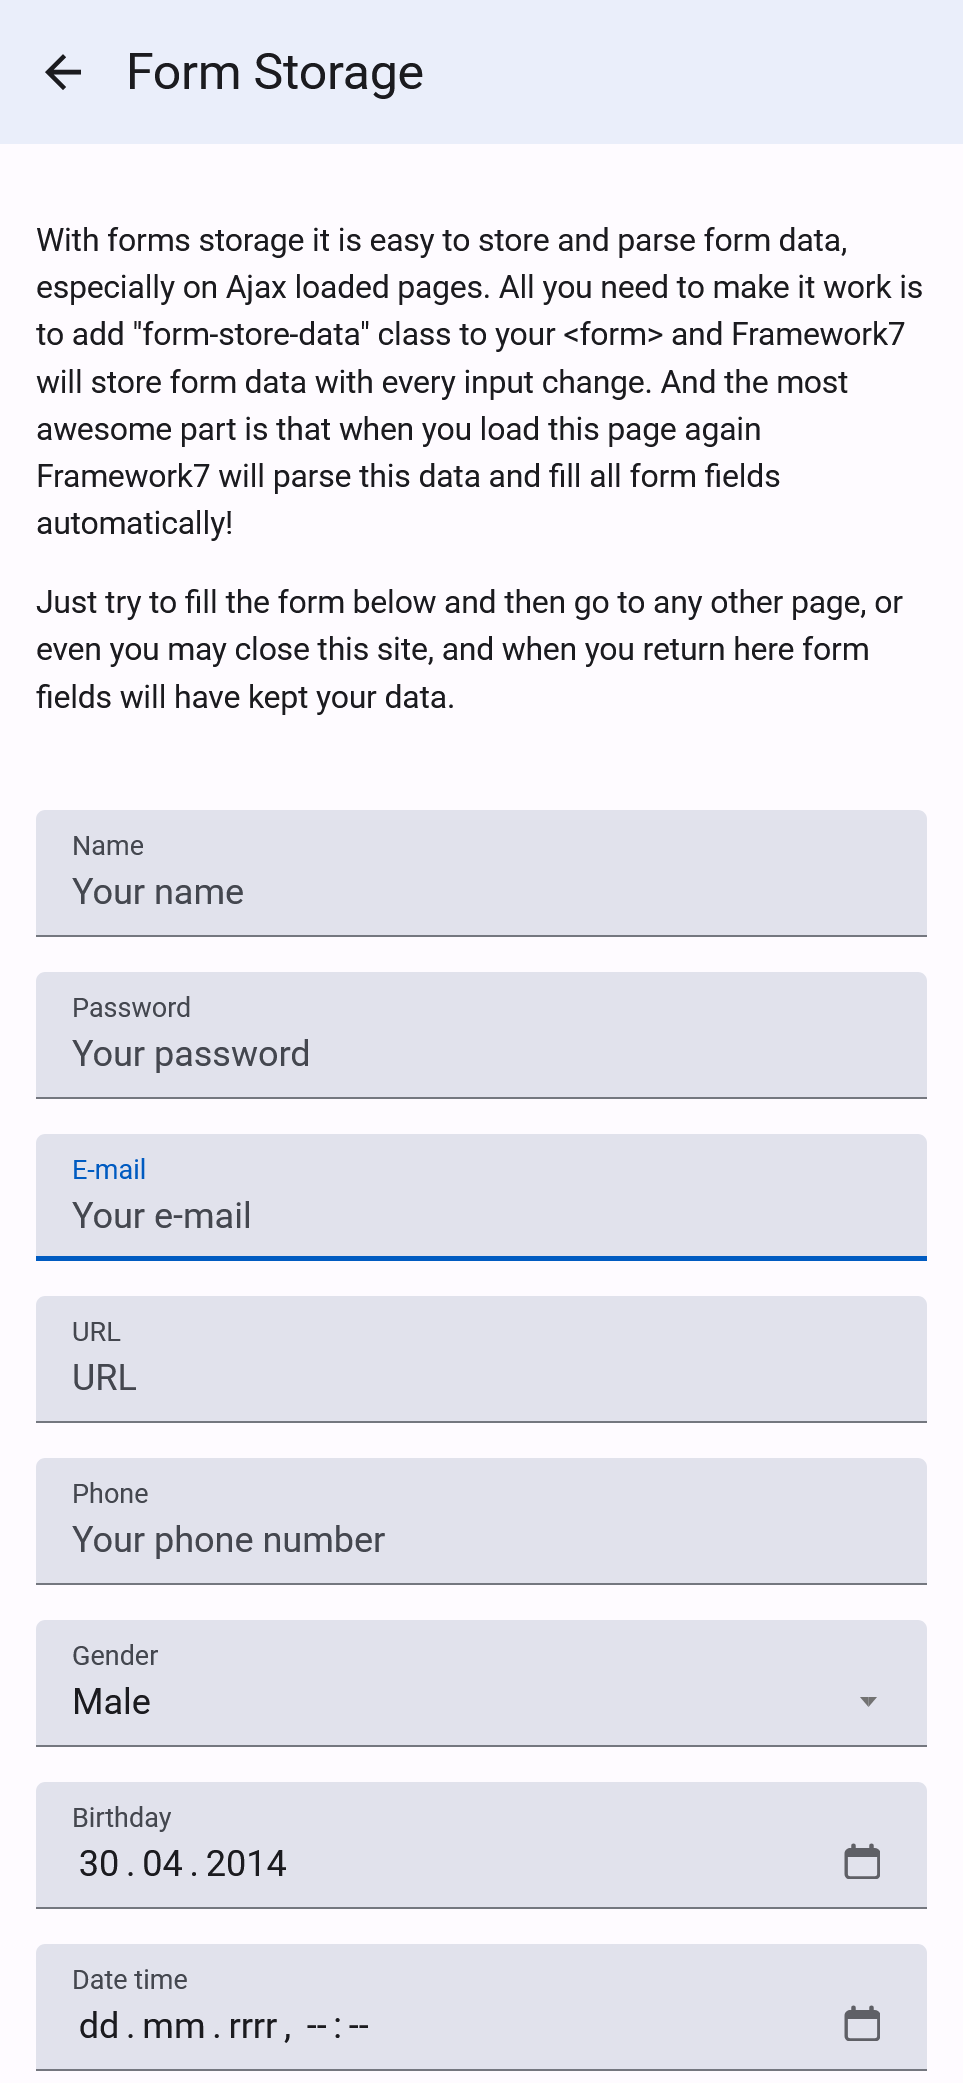 Form Storage
With forms storage it is easy to store and parse form data,
especially on Ajax loaded pages. All you need to make it work is
to add "form-store-data" class to your <form> and Framework7
will store form data with every input change. And the most
awesome part is that when you load this page again
Framework7 will parse this data and fill all form fields
automatically!
Just try to fill the form below and then go to any other page, or
even you may close this site, and when you return here form
fields will have kept your data.
Name
Your name
Password
Your password
E-mail
Your e-mail
URL
URL
Phone
Your phone number
Gender
Male
Birthday
30.04.2014
Date time
dd.mm.rrrr, --:--